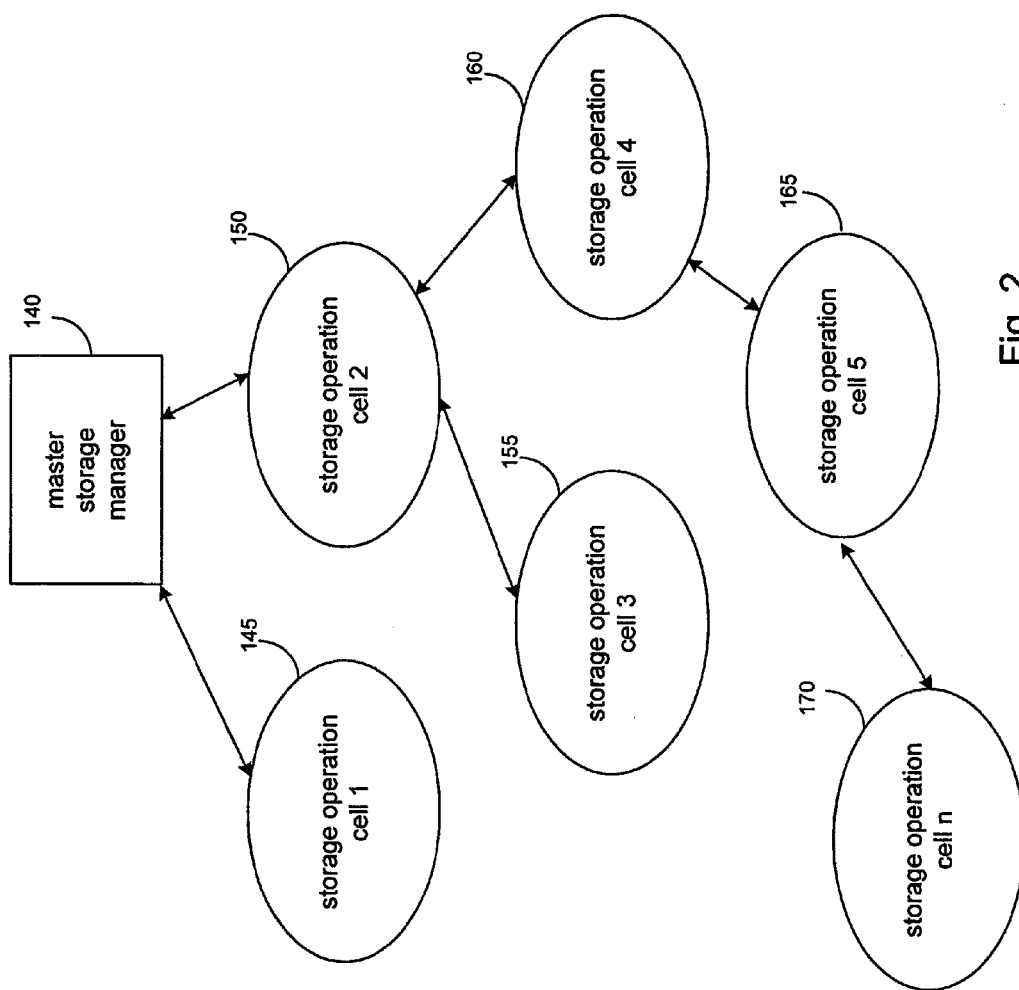 140
master
storage
manager
145
storage operation
cell 1
150
storage operation
cell 2
155
storage operation
cell 3
160
storage operation
cell 4
165
storage operation
cell 5
170
storage operation
cell n
Fig. 2